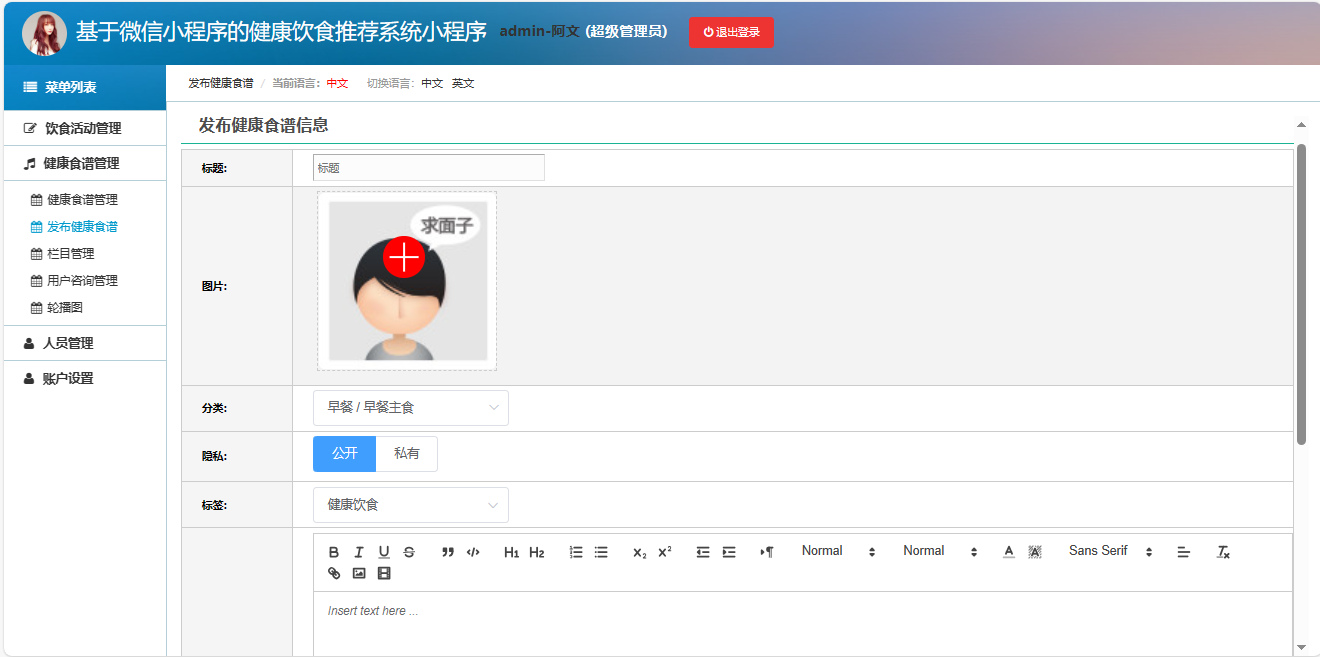 基于微信小程序的健康饮食推荐系统小程序 admin-阿文 (超级管理员) 退出登录
菜单列表
饮食活动管理
健康食谱管理
健康食谱管理
发布健康食谱
栏目管理
用户咨询管理
轮播图
人员管理
账户设置
发布健康食谱 / 当前语言: 中文 切换语言: 中文 英文
发布健康食谱信息
标题: 标题
图片: 求面子
分类: 早餐 / 早餐主食
隐私: 公开 私有
标签: 健康饮食
Normal Normal Sans Serif
Insert text here ...